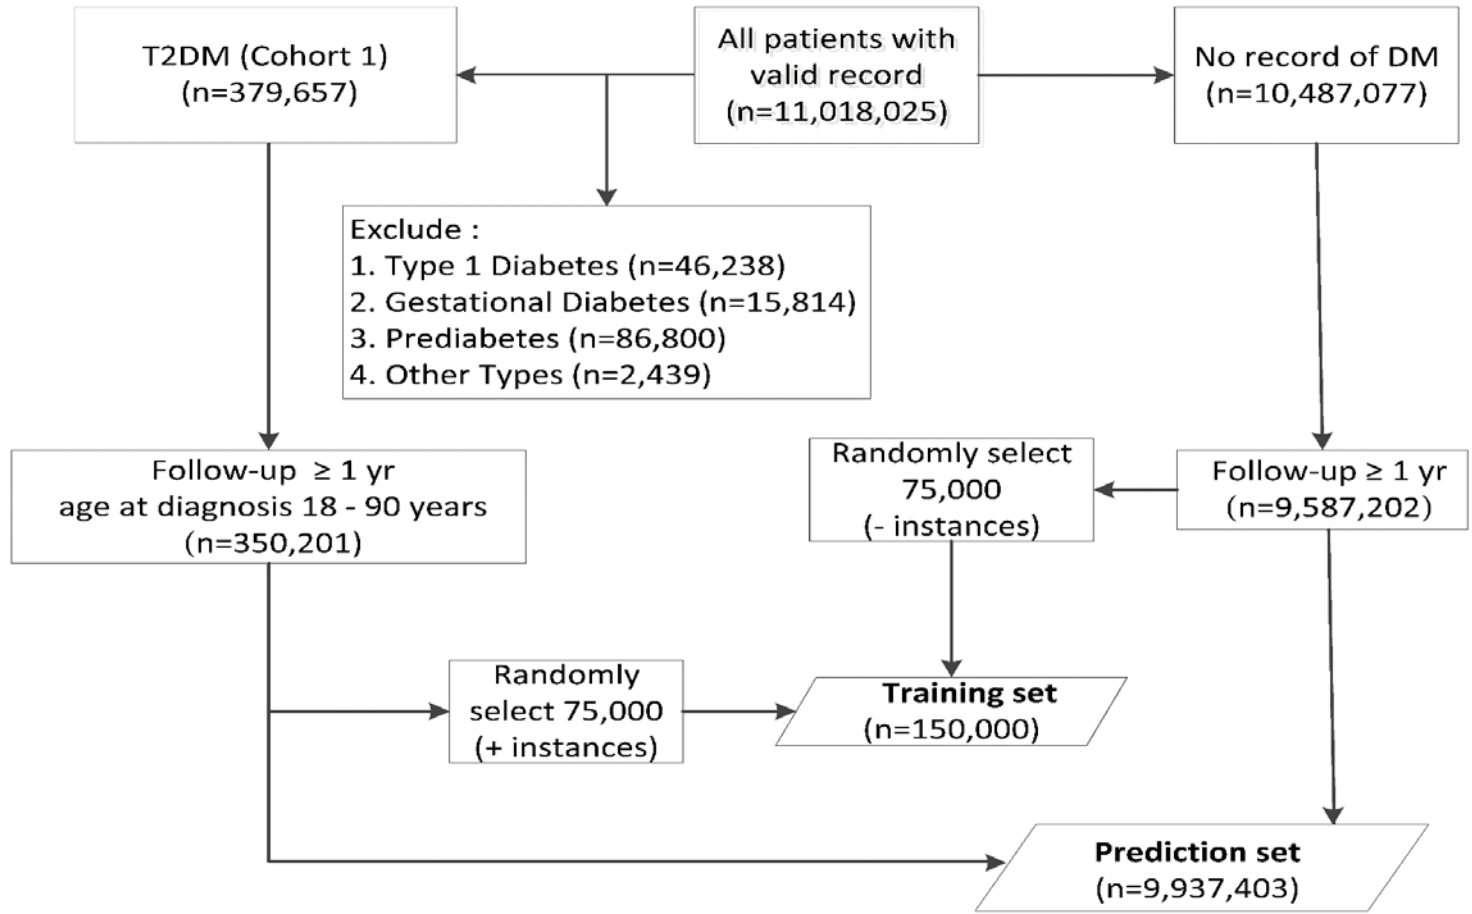 T2DM (Cohort 1)
(n=379,657)
All patients with
valid record
(n=11,018,025)
No record of DM
(n=10,487,077)
Exclude :
1. Type 1 Diabetes (n=46,238)
2. Gestational Diabetes (n=15,814)
3. Prediabetes (n=86,800)
4. Other Types (n=2,439)
Follow-up ≥ 1 yr
age at diagnosis 18 - 90 years
(n=350,201)
Randomly select
75,000
(- instances)
Follow-up ≥ 1 yr
(n=9,587,202)
Randomly
select 75,000
(+ instances)
Training set
(n=150,000)
Prediction set
(n=9,937,403)